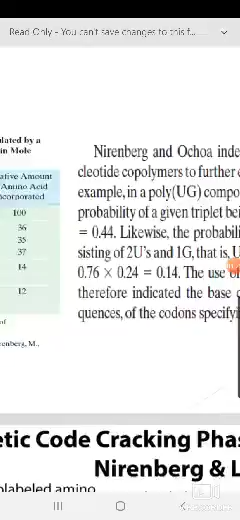 Read Only - You can't save changes to this f...
ulated by a
in Mole
ative Amount
Amino Acid
corporated
100
36
35
37
14
12
of
renberg, M.,
Nirenberg and Ochoa inde
cleotide copolymers to further
example, in a poly(UG) compo
probability of a given triplet bei
= 0.44. Likewise, the probabili
sisting of 2U's and 1G, that is, U
0.76 × 0.24 = 0.14. The use of
therefore indicated the base
quences, of the codons specifyi
etic Code Cracking Phas
Nirenberg & L
olabeled amino